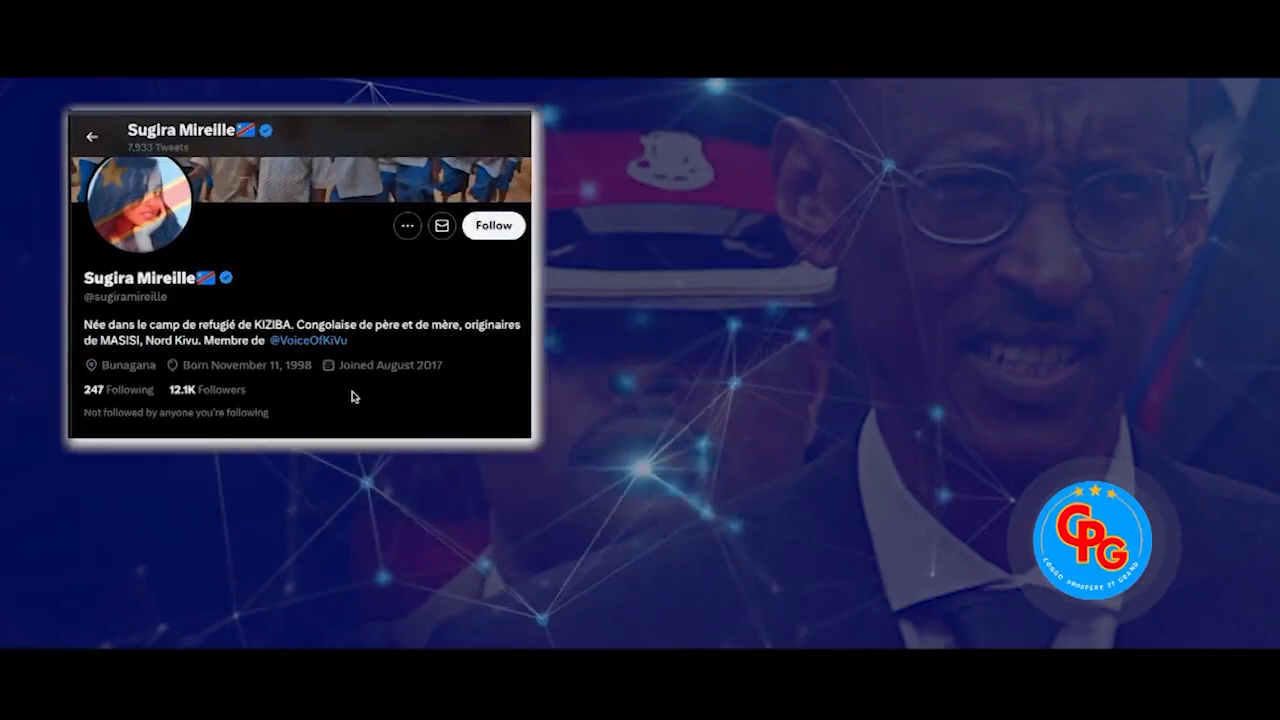 Sugira Mireille
7,933 Tweets
Follow
Sugira Mireille
@sugiramireille
Née dans le camp de refugié de KIZIBA. Congolaise de père et de mère, originaires
de MASISI, Nord Kivu. Membre de @VoiceOfKiVu
Bunagana Born November 11, 1998 Joined August 2017
247 Following 12.1K Followers
Not followed by anyone you're following
CPG
CONGO PROSPERE ET GRAND